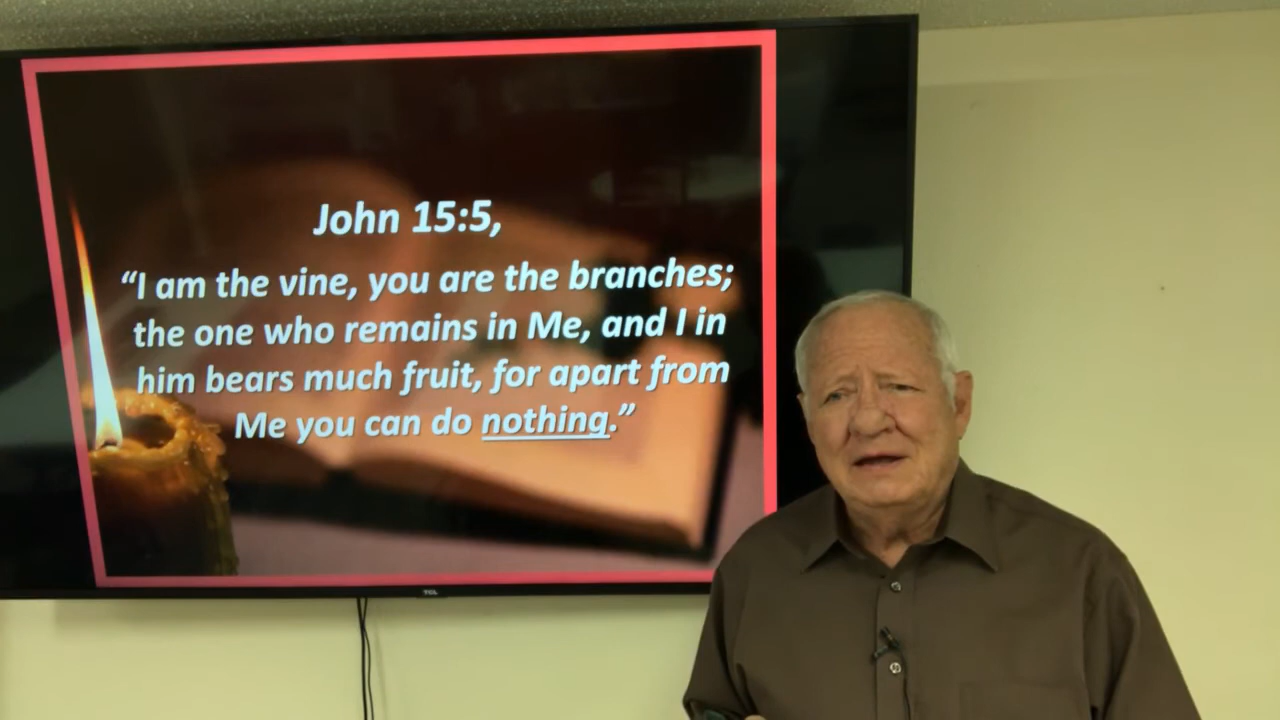 John 15:5,
“I am the vine, you are the branches;
the one who remains in Me, and I in
him bears much fruit, for apart from
Me you can do nothing.”
TCL